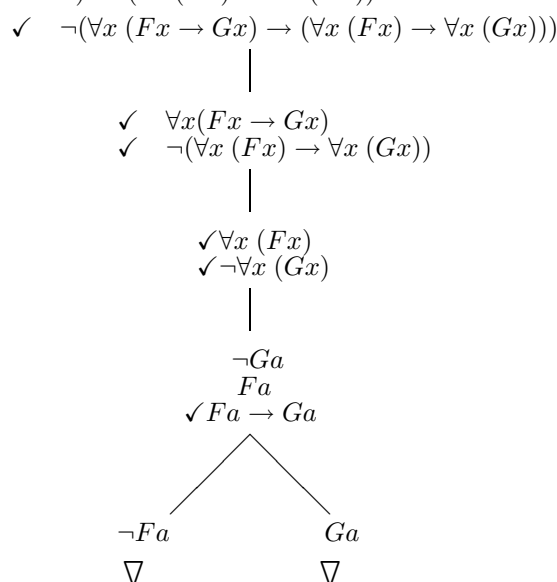 ✓ ¬(∀x (Fx → Gx) → (∀x (Fx) → ∀x (Gx)))
✓ ∀x(Fx → Gx)
✓ ¬(∀x (Fx) → ∀x (Gx))
✓∀x (Fx)
✓¬∀x (Gx)
¬Ga
Fa
✓Fa → Ga
¬Fa Ga
▽ ▽